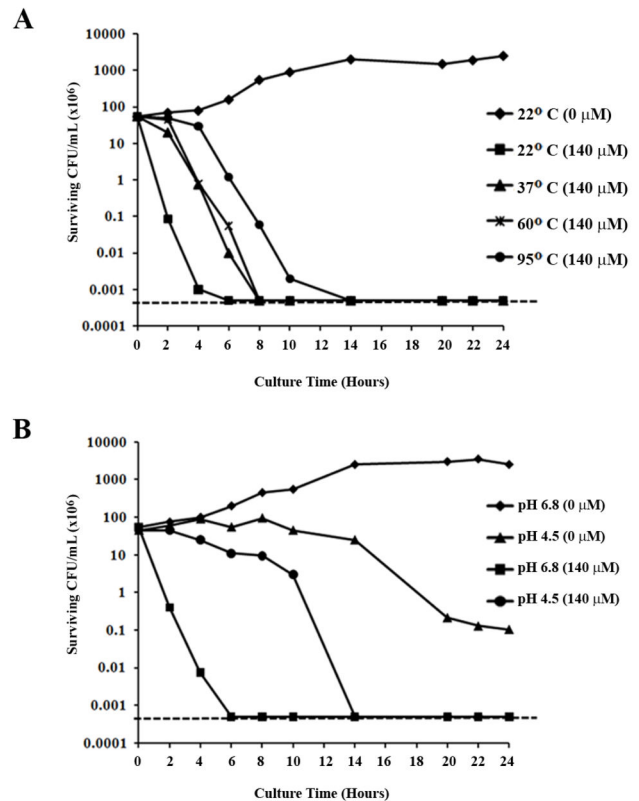 A
10000
1000
100
10
1
0.1
0.01
0.001
0.0001
Surviving CFU/mL (x10⁶)
0 2 4 6 8 10 12 14 16 18 20 22 24
Culture Time (Hours)
22⁰ C (0 µM)
22⁰ C (140 µM)
37⁰ C (140 µM)
60⁰ C (140 µM)
95⁰ C (140 µM)
B
10000
1000
100
10
1
0.1
0.01
0.001
0.0001
Surviving CFU/mL (x10⁶)
0 2 4 6 8 10 12 14 16 18 20 22 24
Culture Time (Hours)
pH 6.8 (0 µM)
pH 4.5 (0 µM)
pH 6.8 (140 µM)
pH 4.5 (140 µM)